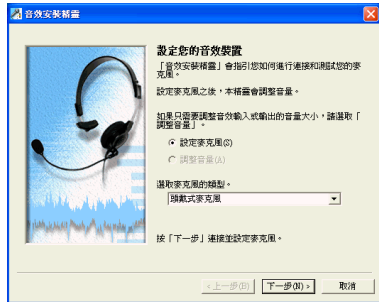 音效安裝精靈
設定您的音效裝置
「音效安裝精靈」會指引您如何進行連接和測試您的麥
克風。
設定麥克風之後，本精靈會調整音量。
如果只需要調整音效輸入或輸出的音量大小，請選取「
調整音量」。
設定麥克風(S)
調整音量(A)
選取麥克風的類型。
頭戴式麥克風
按「下一步」連接並設定麥克風。
<上一步(B) 下一步(N)> 取消